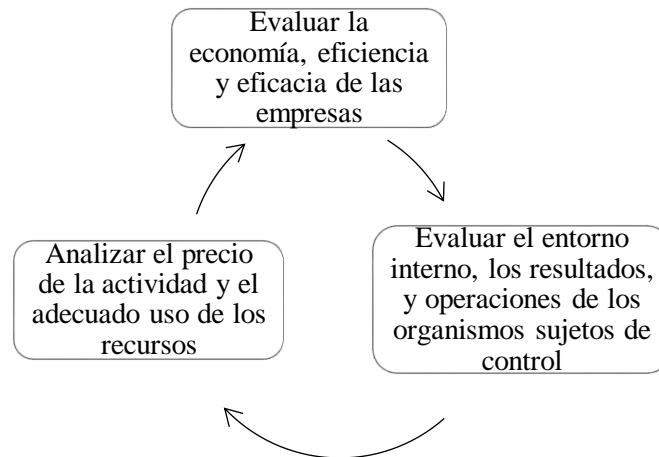 Evaluar la
economía, eficiencia
y eficacia de las
empresas
Evaluar el entorno
interno, los resultados,
y operaciones de los
organismos sujetos de
control
Analizar el precio
de la actividad y el
adecuado uso de los
recursos